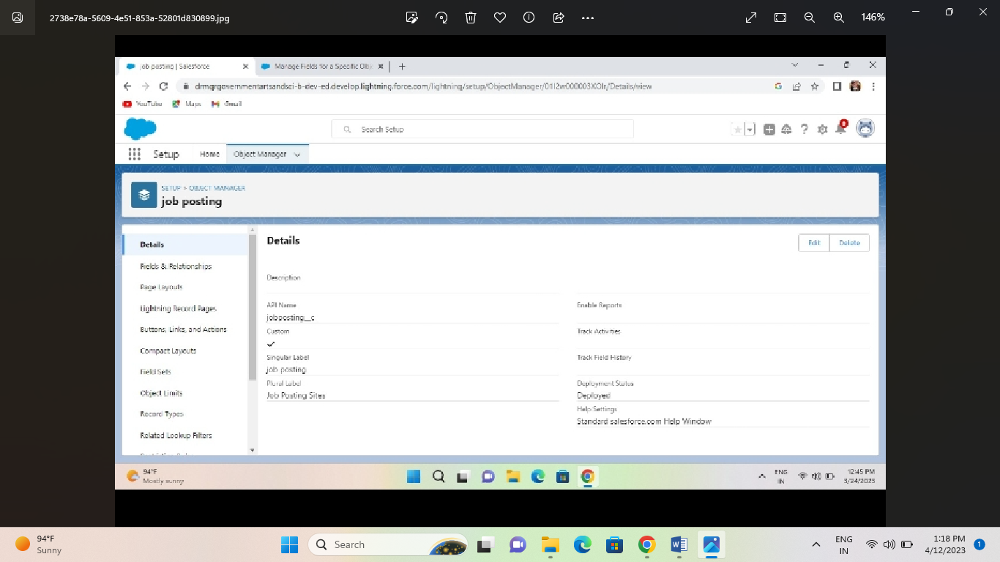 2738e78a-5609-4e51-853a-52801d830899.jpg
146%
job posting | Salesforce
Manage Fields for a Specific Obj
drmgrgovernmentartsandsci-b-dev-ed.develop.lightning.force.com/lightning/setup/ObjectManager/
YouTube
Maps
Gmail
Search Setup
Setup
Home
Object Manager
SETUP > OBJECT MANAGER
job posting
Details
Fields & Relationships
Page Layouts
Lightning Record Pages
Buttons, Links, and Actions
Compact Layouts
Field Sets
Object Limits
Record Types
Related Lookup Filters
Details
Edit
Delete
Description
API Name
jobposting__c
Custom
Singular Label
job posting
Plural Label
Job Posting Sites
Enable Reports
Track Activities
Track Field History
Deployment Status
Deployed
Help Settings
Standard salesforce.com Help Window
94°F
Mostly sunny
ENG
IN
12:45 PM
3/24/2023
94°F
Sunny
Search
ENG
IN
1:18 PM
4/12/2023
1